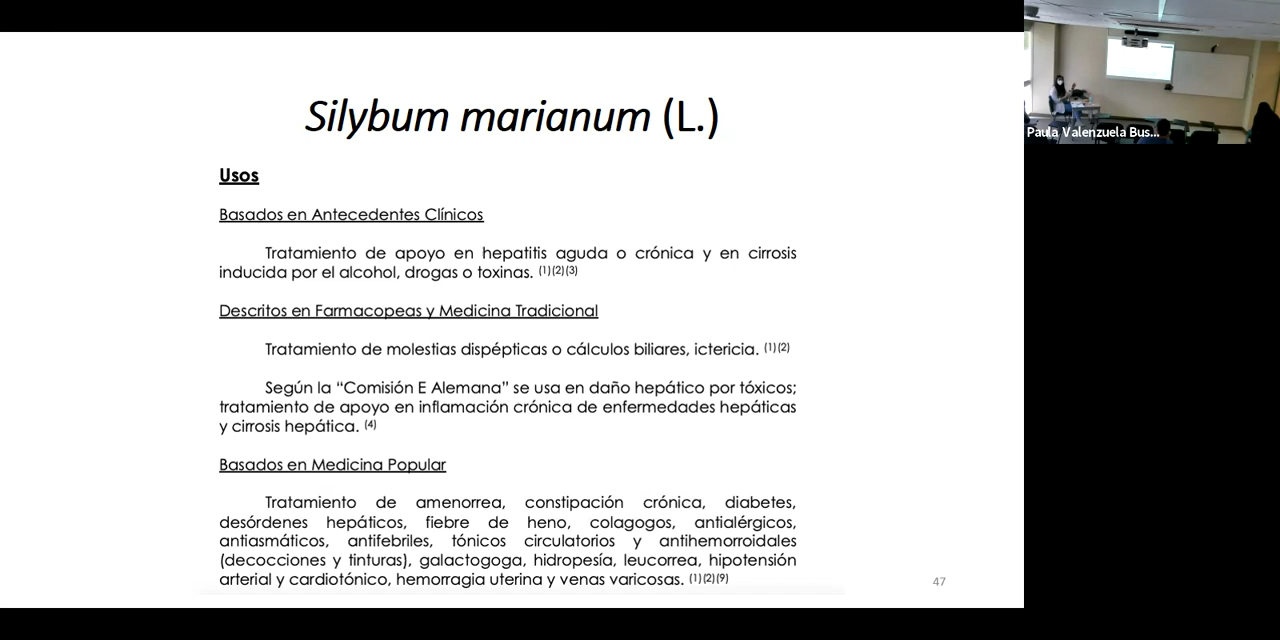 Silybum marianum (L.)
Usos
Basados en Antecedentes Clínicos
Tratamiento de apoyo en hepatitis aguda o crónica y en cirrosis
inducida por el alcohol, drogas o toxinas. (1)(2)(3)
Descritos en Farmacopeas y Medicina Tradicional
Tratamiento de molestias dispépticas o cálculos biliares, ictericia. (1)(2)
Según la “Comisión E Alemana” se usa en daño hepático por tóxicos;
tratamiento de apoyo en inflamación crónica de enfermedades hepáticas
y cirrosis hepática. (4)
Basados en Medicina Popular
Tratamiento de amenorrea, constipación crónica, diabetes,
desórdenes hepáticos, fiebre de heno, colagogos, antialérgicos,
antiasmáticos, antifebriles, tónicos circulatorios y antihemorroidales
(decocciones y tinturas), galactogoga, hidropesía, leucorrea, hipotensión
arterial y cardiotónico, hemorragia uterina y venas varicosas. (1)(2)(9)
47
Paula Valenzuela Bus...